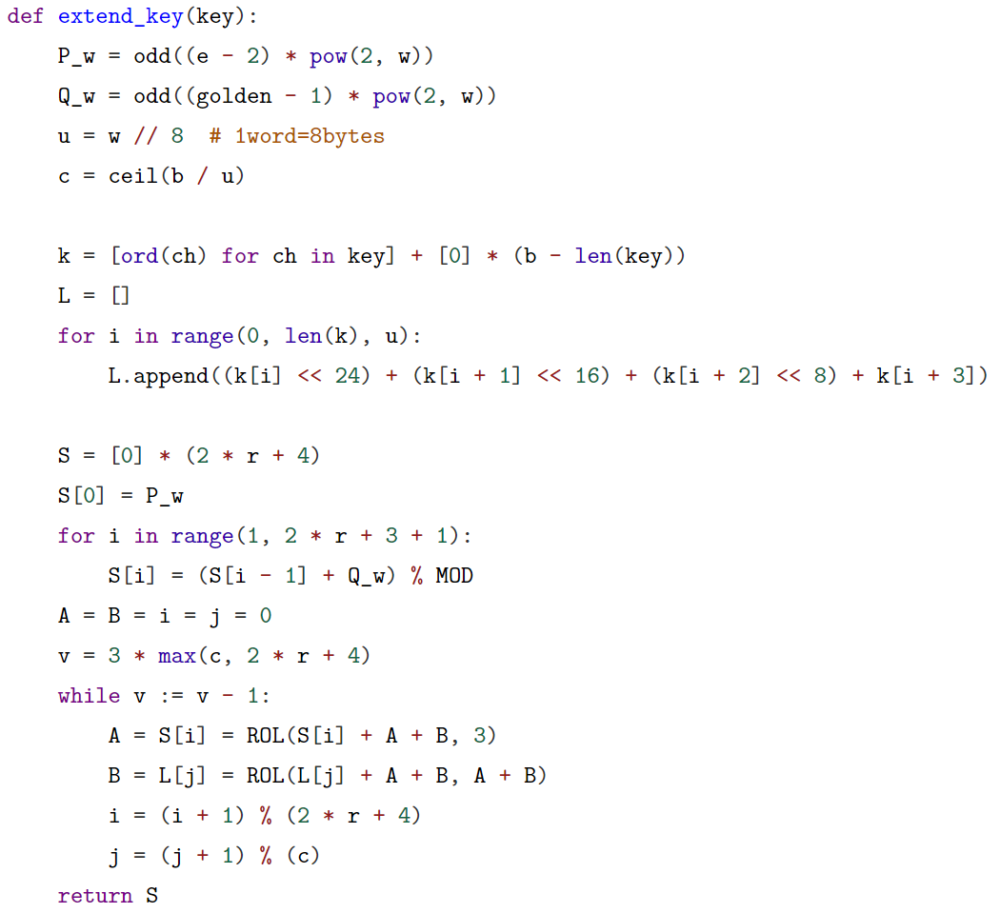 def extend_key(key):
    P_w = odd((e - 2) * pow(2, w))
    Q_w = odd((golden - 1) * pow(2, w))
    u = w // 8  # 1word=8bytes
    c = ceil(b / u)

    k = [ord(ch) for ch in key] + [0] * (b - len(key))
    L = []
    for i in range(0, len(k), u):
        L.append((k[i] << 24) + (k[i + 1] << 16) + (k[i + 2] << 8) + k[i + 3])

    S = [0] * (2 * r + 4)
    S[0] = P_w
    for i in range(1, 2 * r + 3 + 1):
        S[i] = (S[i - 1] + Q_w) % MOD
    A = B = i = j = 0
    v = 3 * max(c, 2 * r + 4)
    while v := v - 1:
        A = S[i] = ROL(S[i] + A + B, 3)
        B = L[j] = ROL(L[j] + A + B, A + B)
        i = (i + 1) % (2 * r + 4)
        j = (j + 1) % (c)
    return S